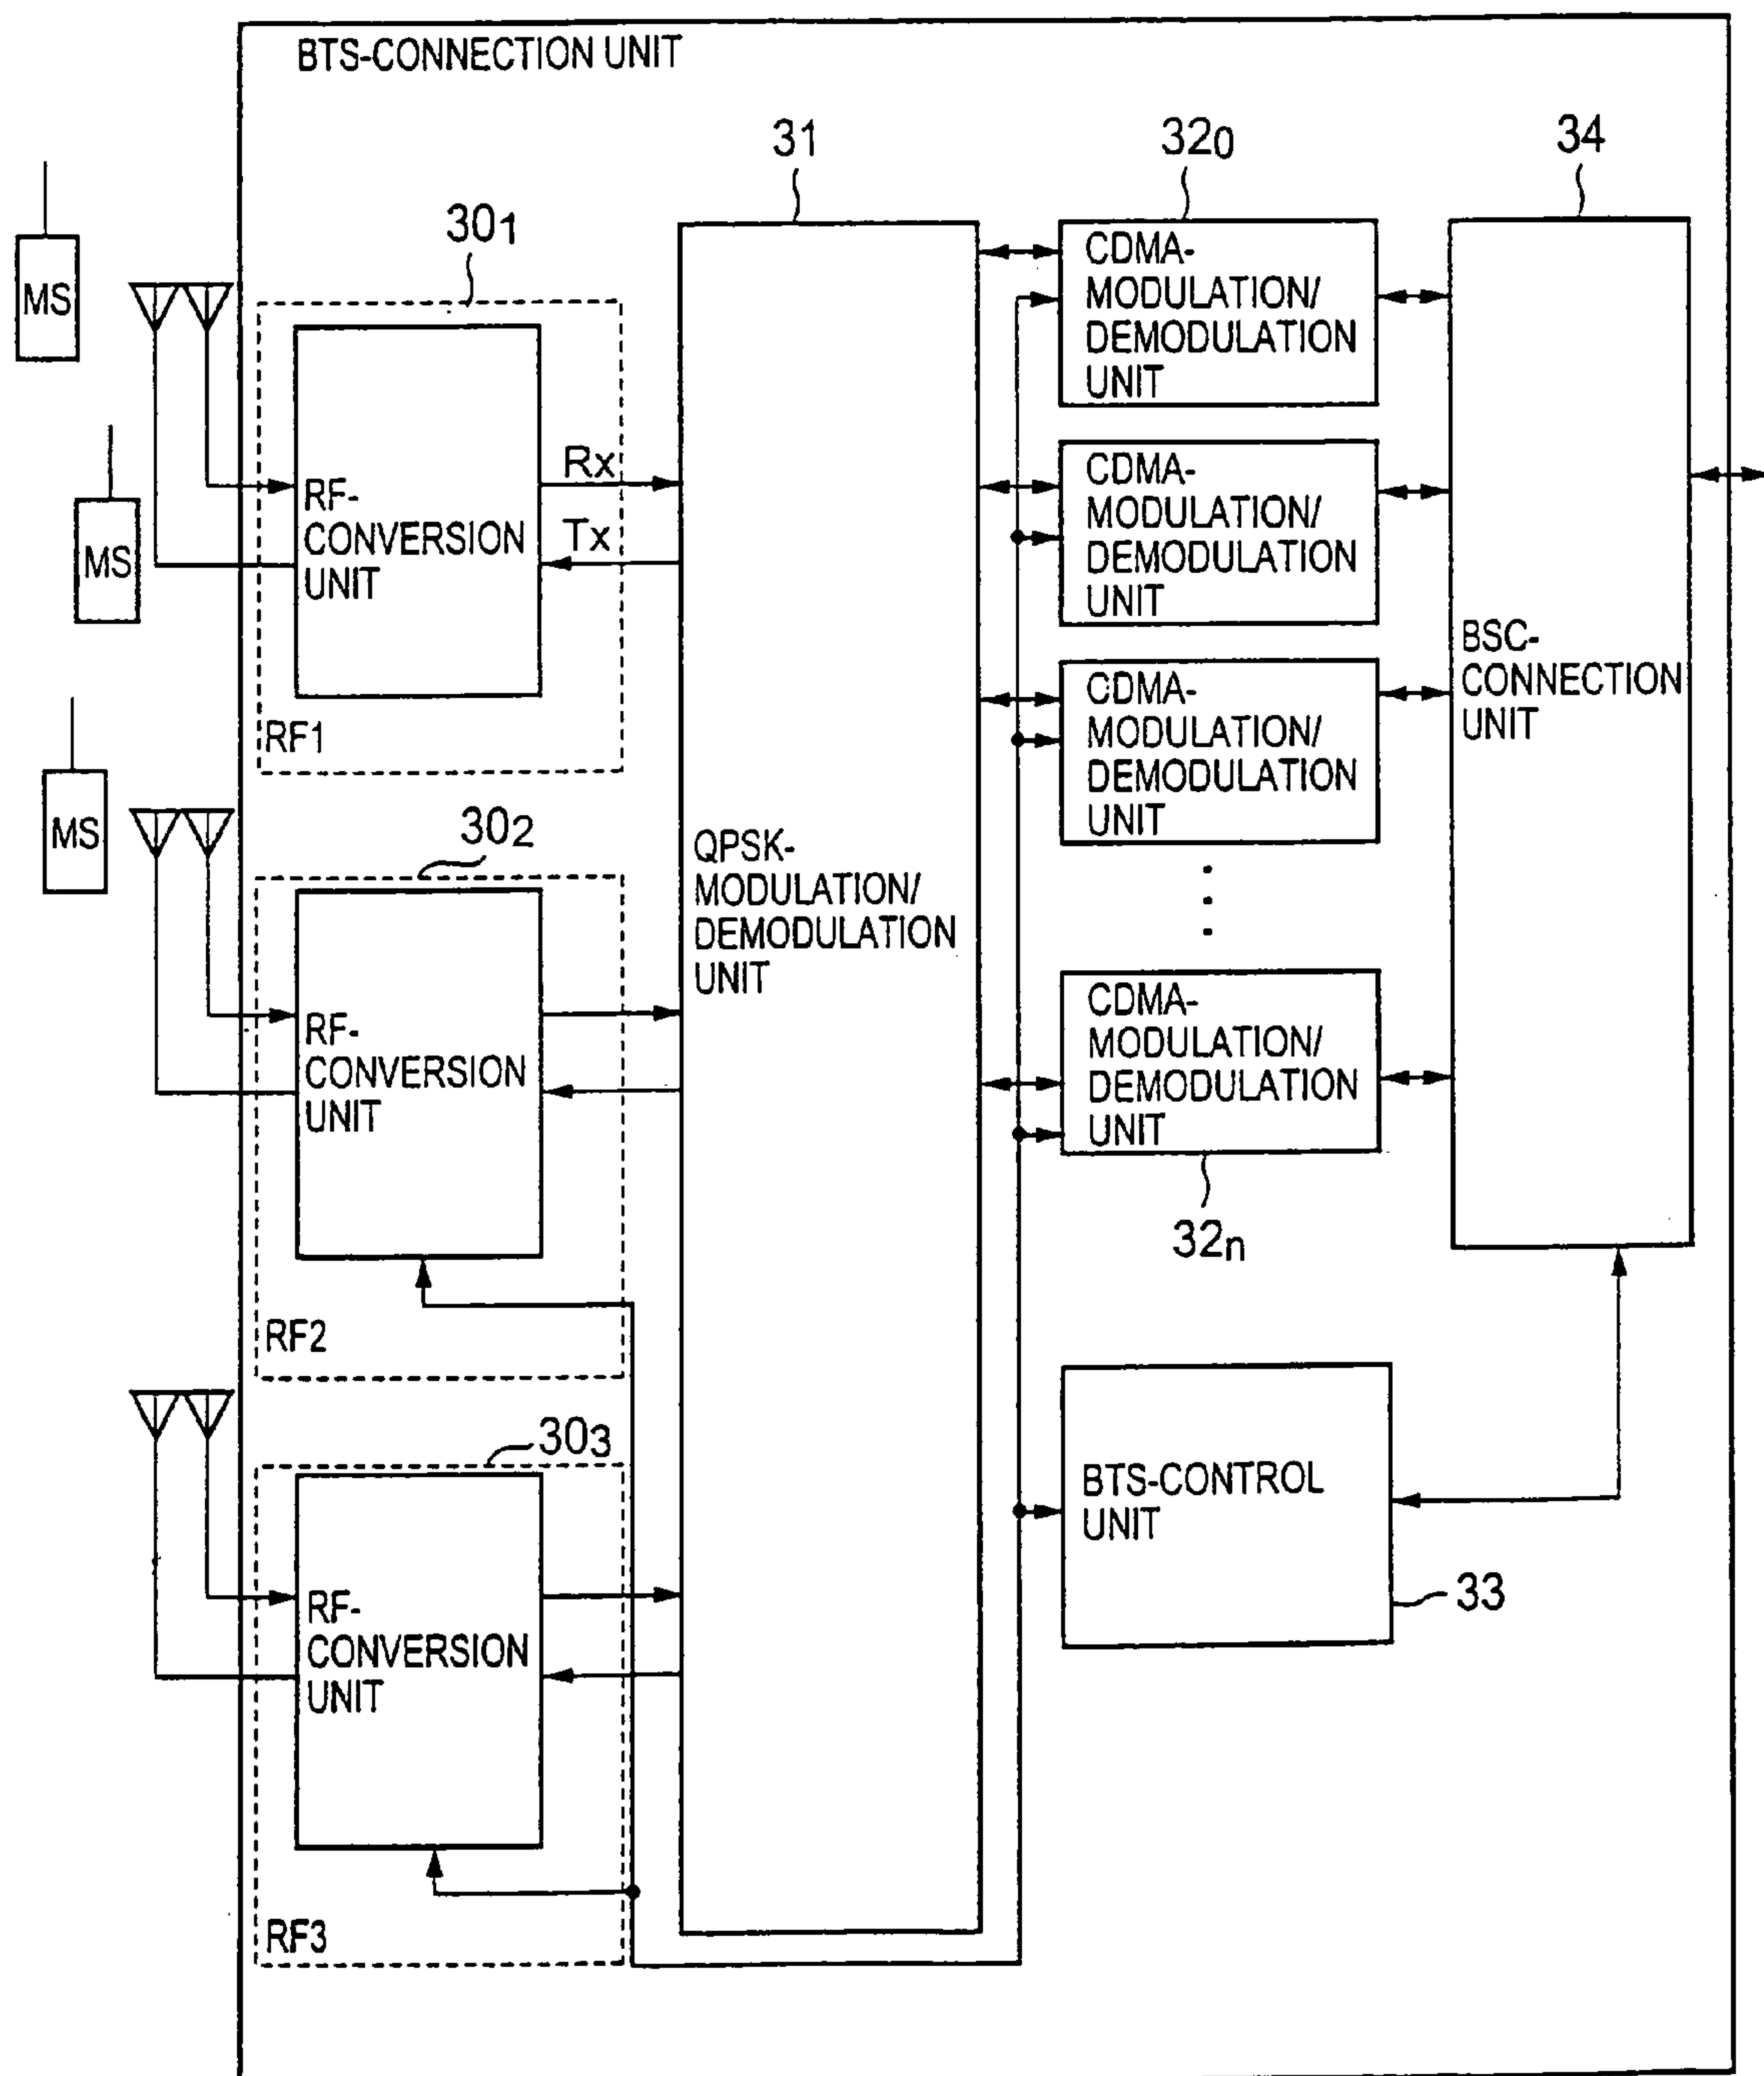 BTS-CONNECTION UNIT
31
32₀
34
30₁
MS
CDMA-
MODULATION/
DEMODULATION
UNIT
RF-
CONVERSION
UNIT
Rx
Tx
RF1
MS
CDMA-
MODULATION/
DEMODULATION
UNIT
BSC-
CONNECTION
UNIT
CDMA-
MODULATION/
DEMODULATION
UNIT
MS
30₂
QPSK-
MODULATION/
DEMODULATION
UNIT
RF-
CONVERSION
UNIT
RF2
CDMA-
MODULATION/
DEMODULATION
UNIT
32ₙ
30₃
BTS-CONTROL
UNIT
33
RF-
CONVERSION
UNIT
RF3